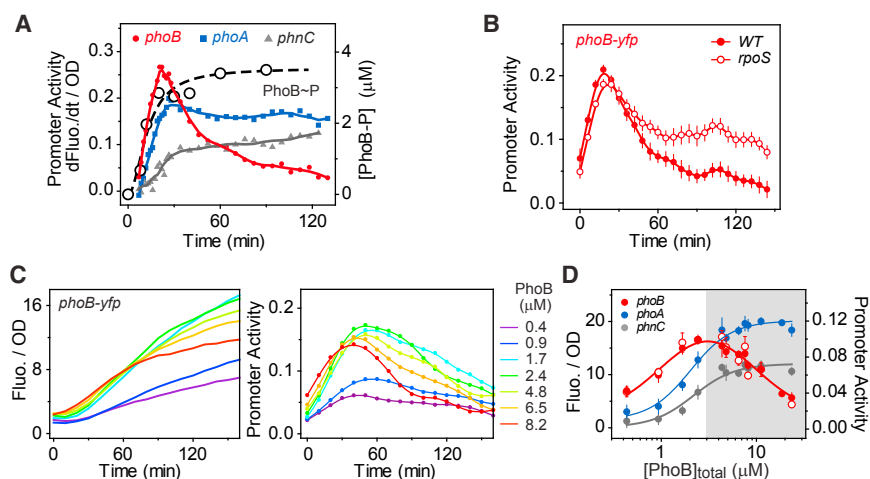 A
phoB phoA phnC
Promoter Activity
dFluo./dt / OD
0.3
0.2
0.1
0.0
PhoB~P
4
2
0
[PhoB-P] (μM)
0 60 120
Time (min)
B
phoB-yfp
WT
rpoS
Promoter Activity
0.2
0.1
0.0
0 60 120
Time (min)
C
phoB-yfp
Fluo. / OD
16
8
0
0 60 120
Time (min)
Promoter Activity
0.2
0.1
0.0
0 60 120
Time (min)
PhoB
(μM)
0.4
0.9
1.7
2.4
4.8
6.5
8.2
D
phoB
phoA
phnC
Fluo. / OD
20
10
0
0.12
0.08
0.04
0.00
Promoter Activity
1 10
[PhoB]total (μM)